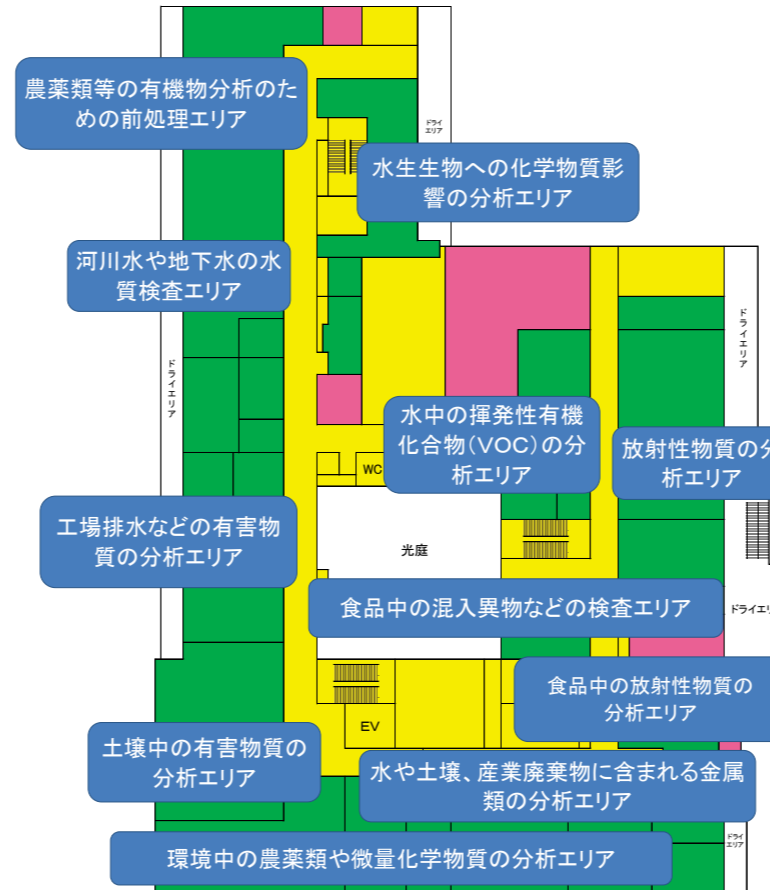 農薬類等の有機物分析のた
めの前処理エリア
ドライ
エリア
水生生物への化学物質影
響の分析エリア
河川水や地下水の水
質検査エリア
ドライエリア
ドライエリア
水中の揮発性有機
化合物(VOC)の分
析エリア
放射性物質の分
析エリア
WC
工場排水などの有害物
質の分析エリア
光庭
食品中の混入異物などの検査エリア
ドライエリ
食品中の放射性物質の
分析エリア
EV
土壌中の有害物質の
分析エリア
水や土壌、産業廃棄物に含まれる金属
類の分析エリア
ドライ
エリア
環境中の農薬類や微量化学物質の分析エリア